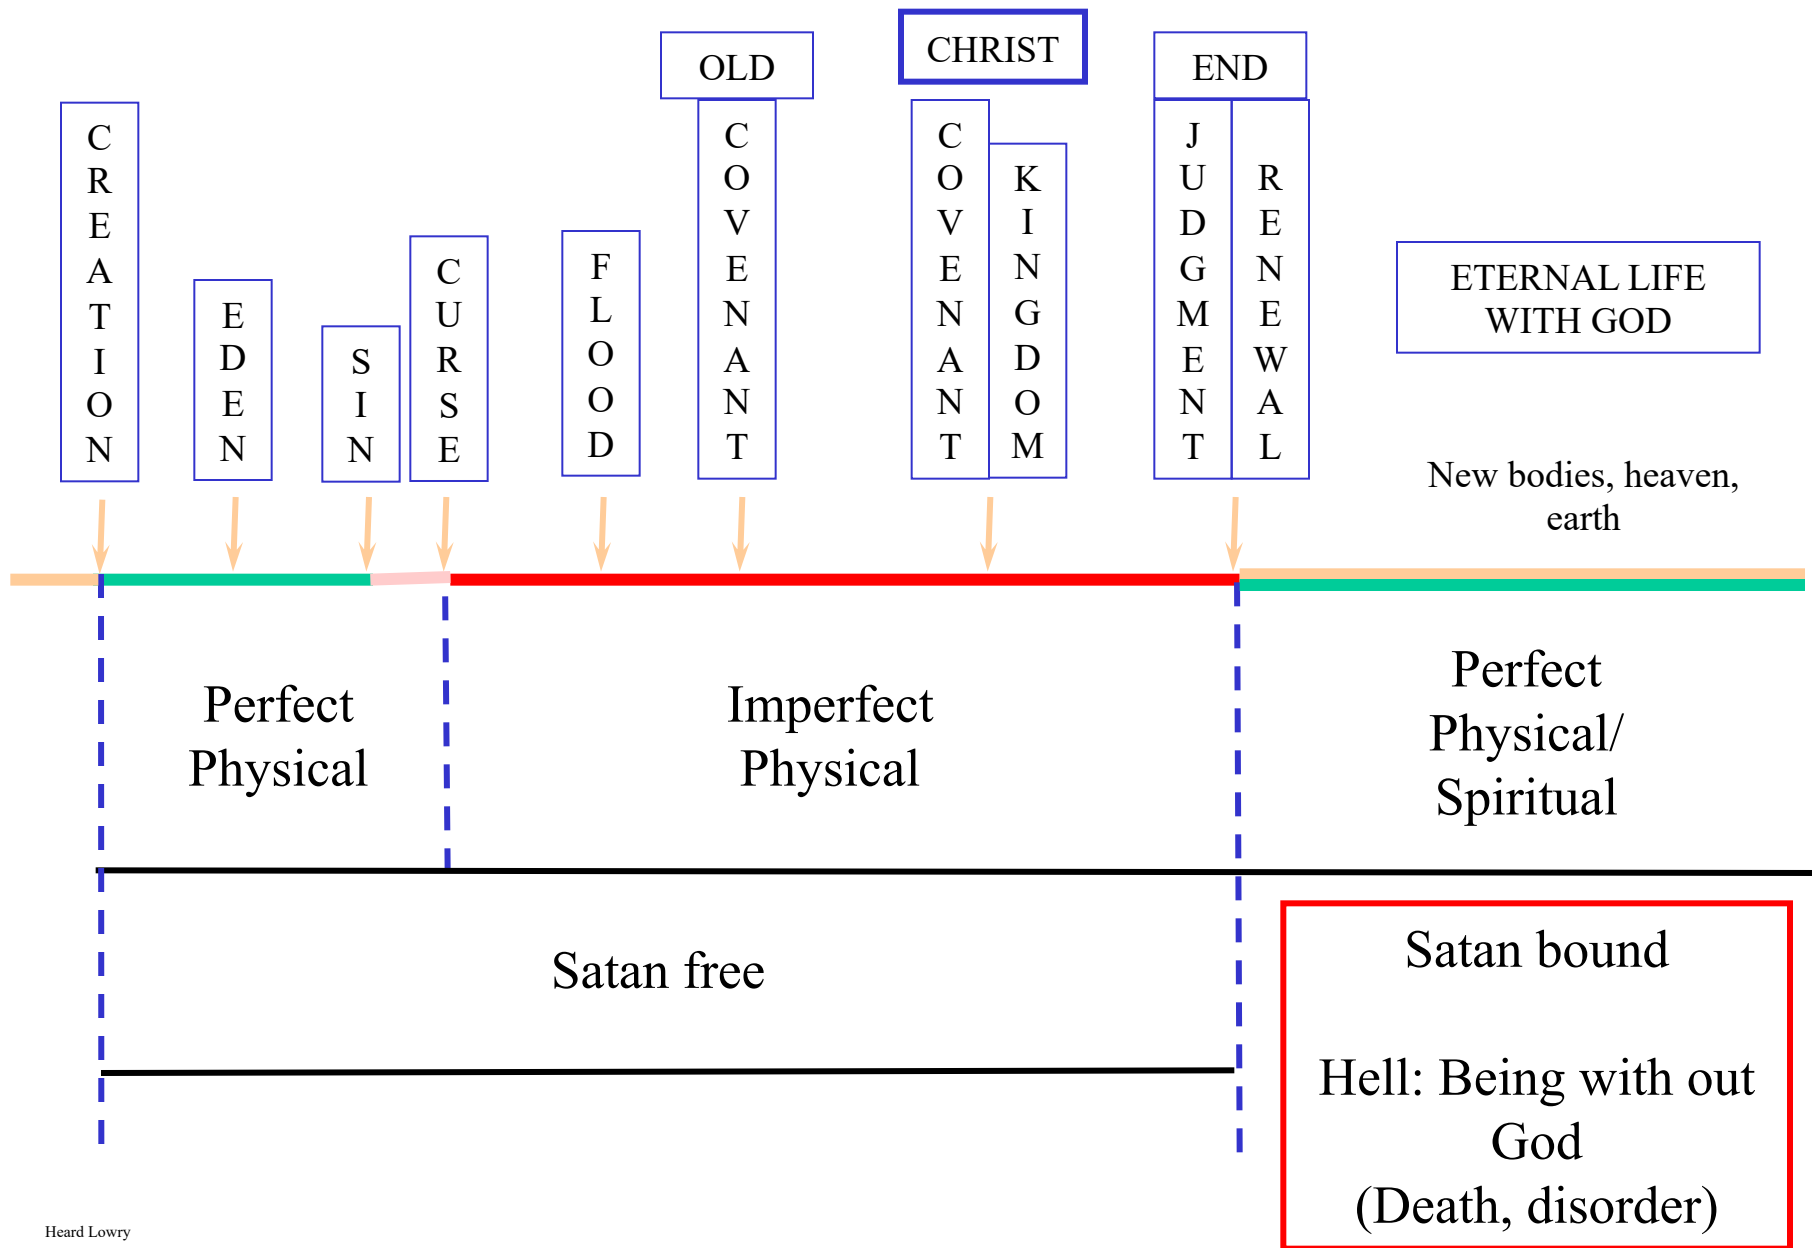 CREATION
EDEN
SIN
CURSE
FLOOD
OLD
COVENANT
CHRIST
COVENANT
KINGDOM
END
JUDGMENT
RENEWAL
ETERNAL LIFE
WITH GOD
New bodies, heaven,
earth
Perfect
Physical
Imperfect
Physical
Perfect
Physical/
Spiritual
Satan free
Satan bound
Hell: Being with out
God
(Death, disorder)
Heard Lowry